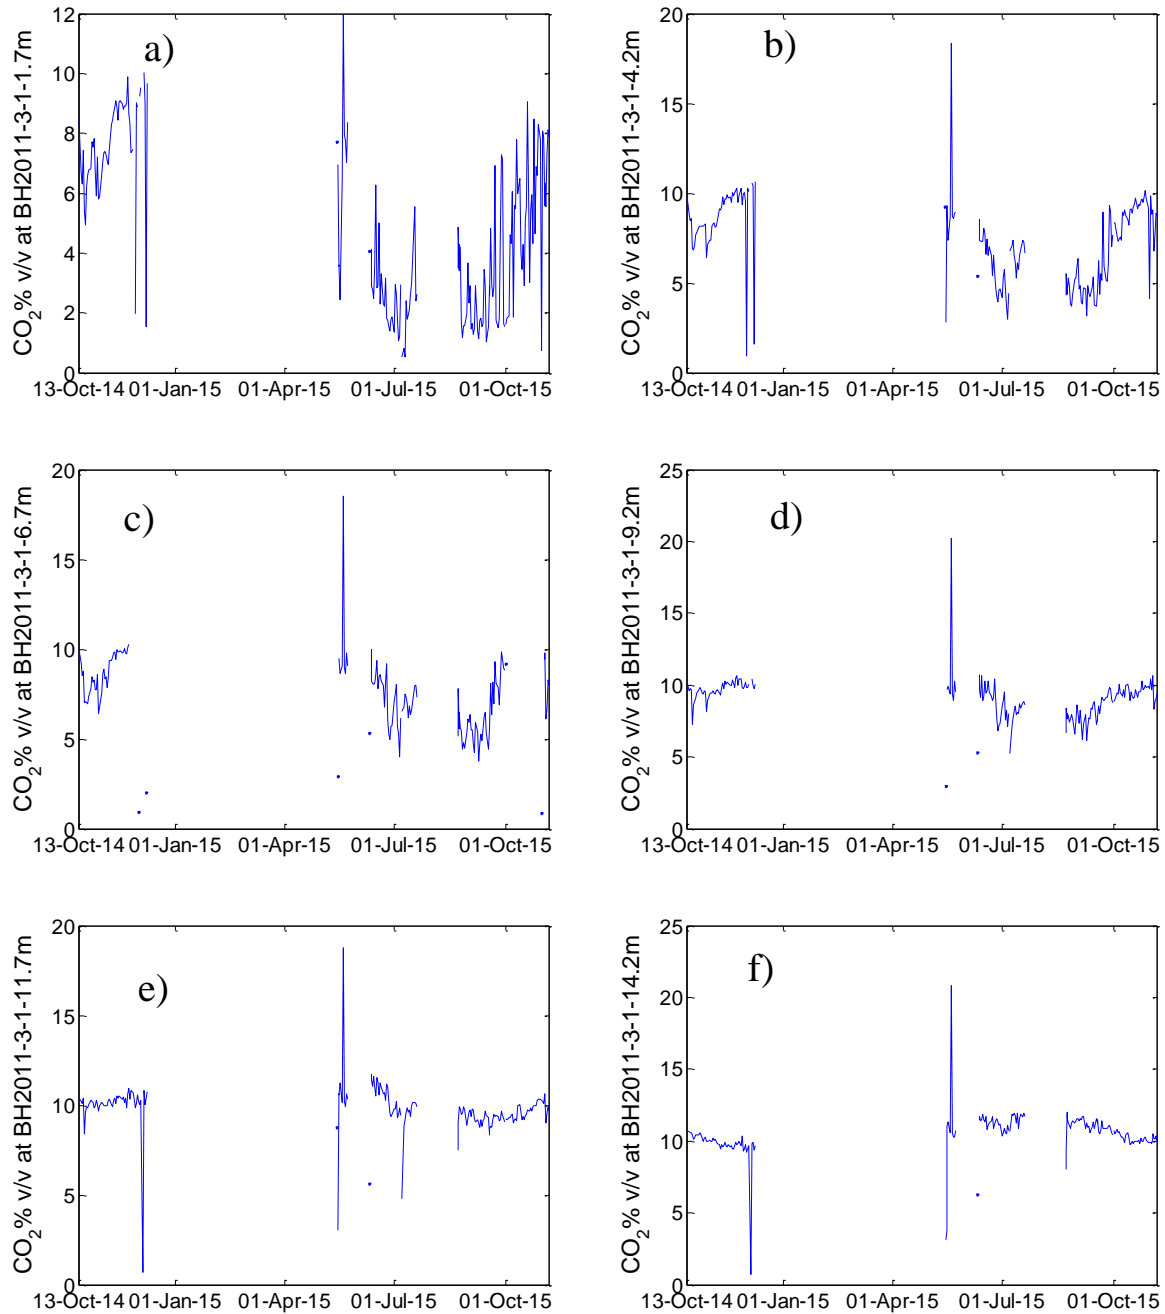 a)
CO2% v/v at BH2011-3-1-1.7m
12
10
8
6
4
2
0
13-Oct-14 01-Jan-15 01-Apr-15 01-Jul-15 01-Oct-15
b)
CO2% v/v at BH2011-3-1-4.2m
20
15
10
5
0
13-Oct-14 01-Jan-15 01-Apr-15 01-Jul-15 01-Oct-15
c)
CO2% v/v at BH2011-3-1-6.7m
20
15
10
5
0
13-Oct-14 01-Jan-15 01-Apr-15 01-Jul-15 01-Oct-15
d)
CO2% v/v at BH2011-3-1-9.2m
25
20
15
10
5
0
13-Oct-14 01-Jan-15 01-Apr-15 01-Jul-15 01-Oct-15
e)
CO2% v/v at BH2011-3-1-11.7m
20
15
10
5
0
13-Oct-14 01-Jan-15 01-Apr-15 01-Jul-15 01-Oct-15
f)
CO2% v/v at BH2011-3-1-14.2m
25
20
15
10
5
0
13-Oct-14 01-Jan-15 01-Apr-15 01-Jul-15 01-Oct-15